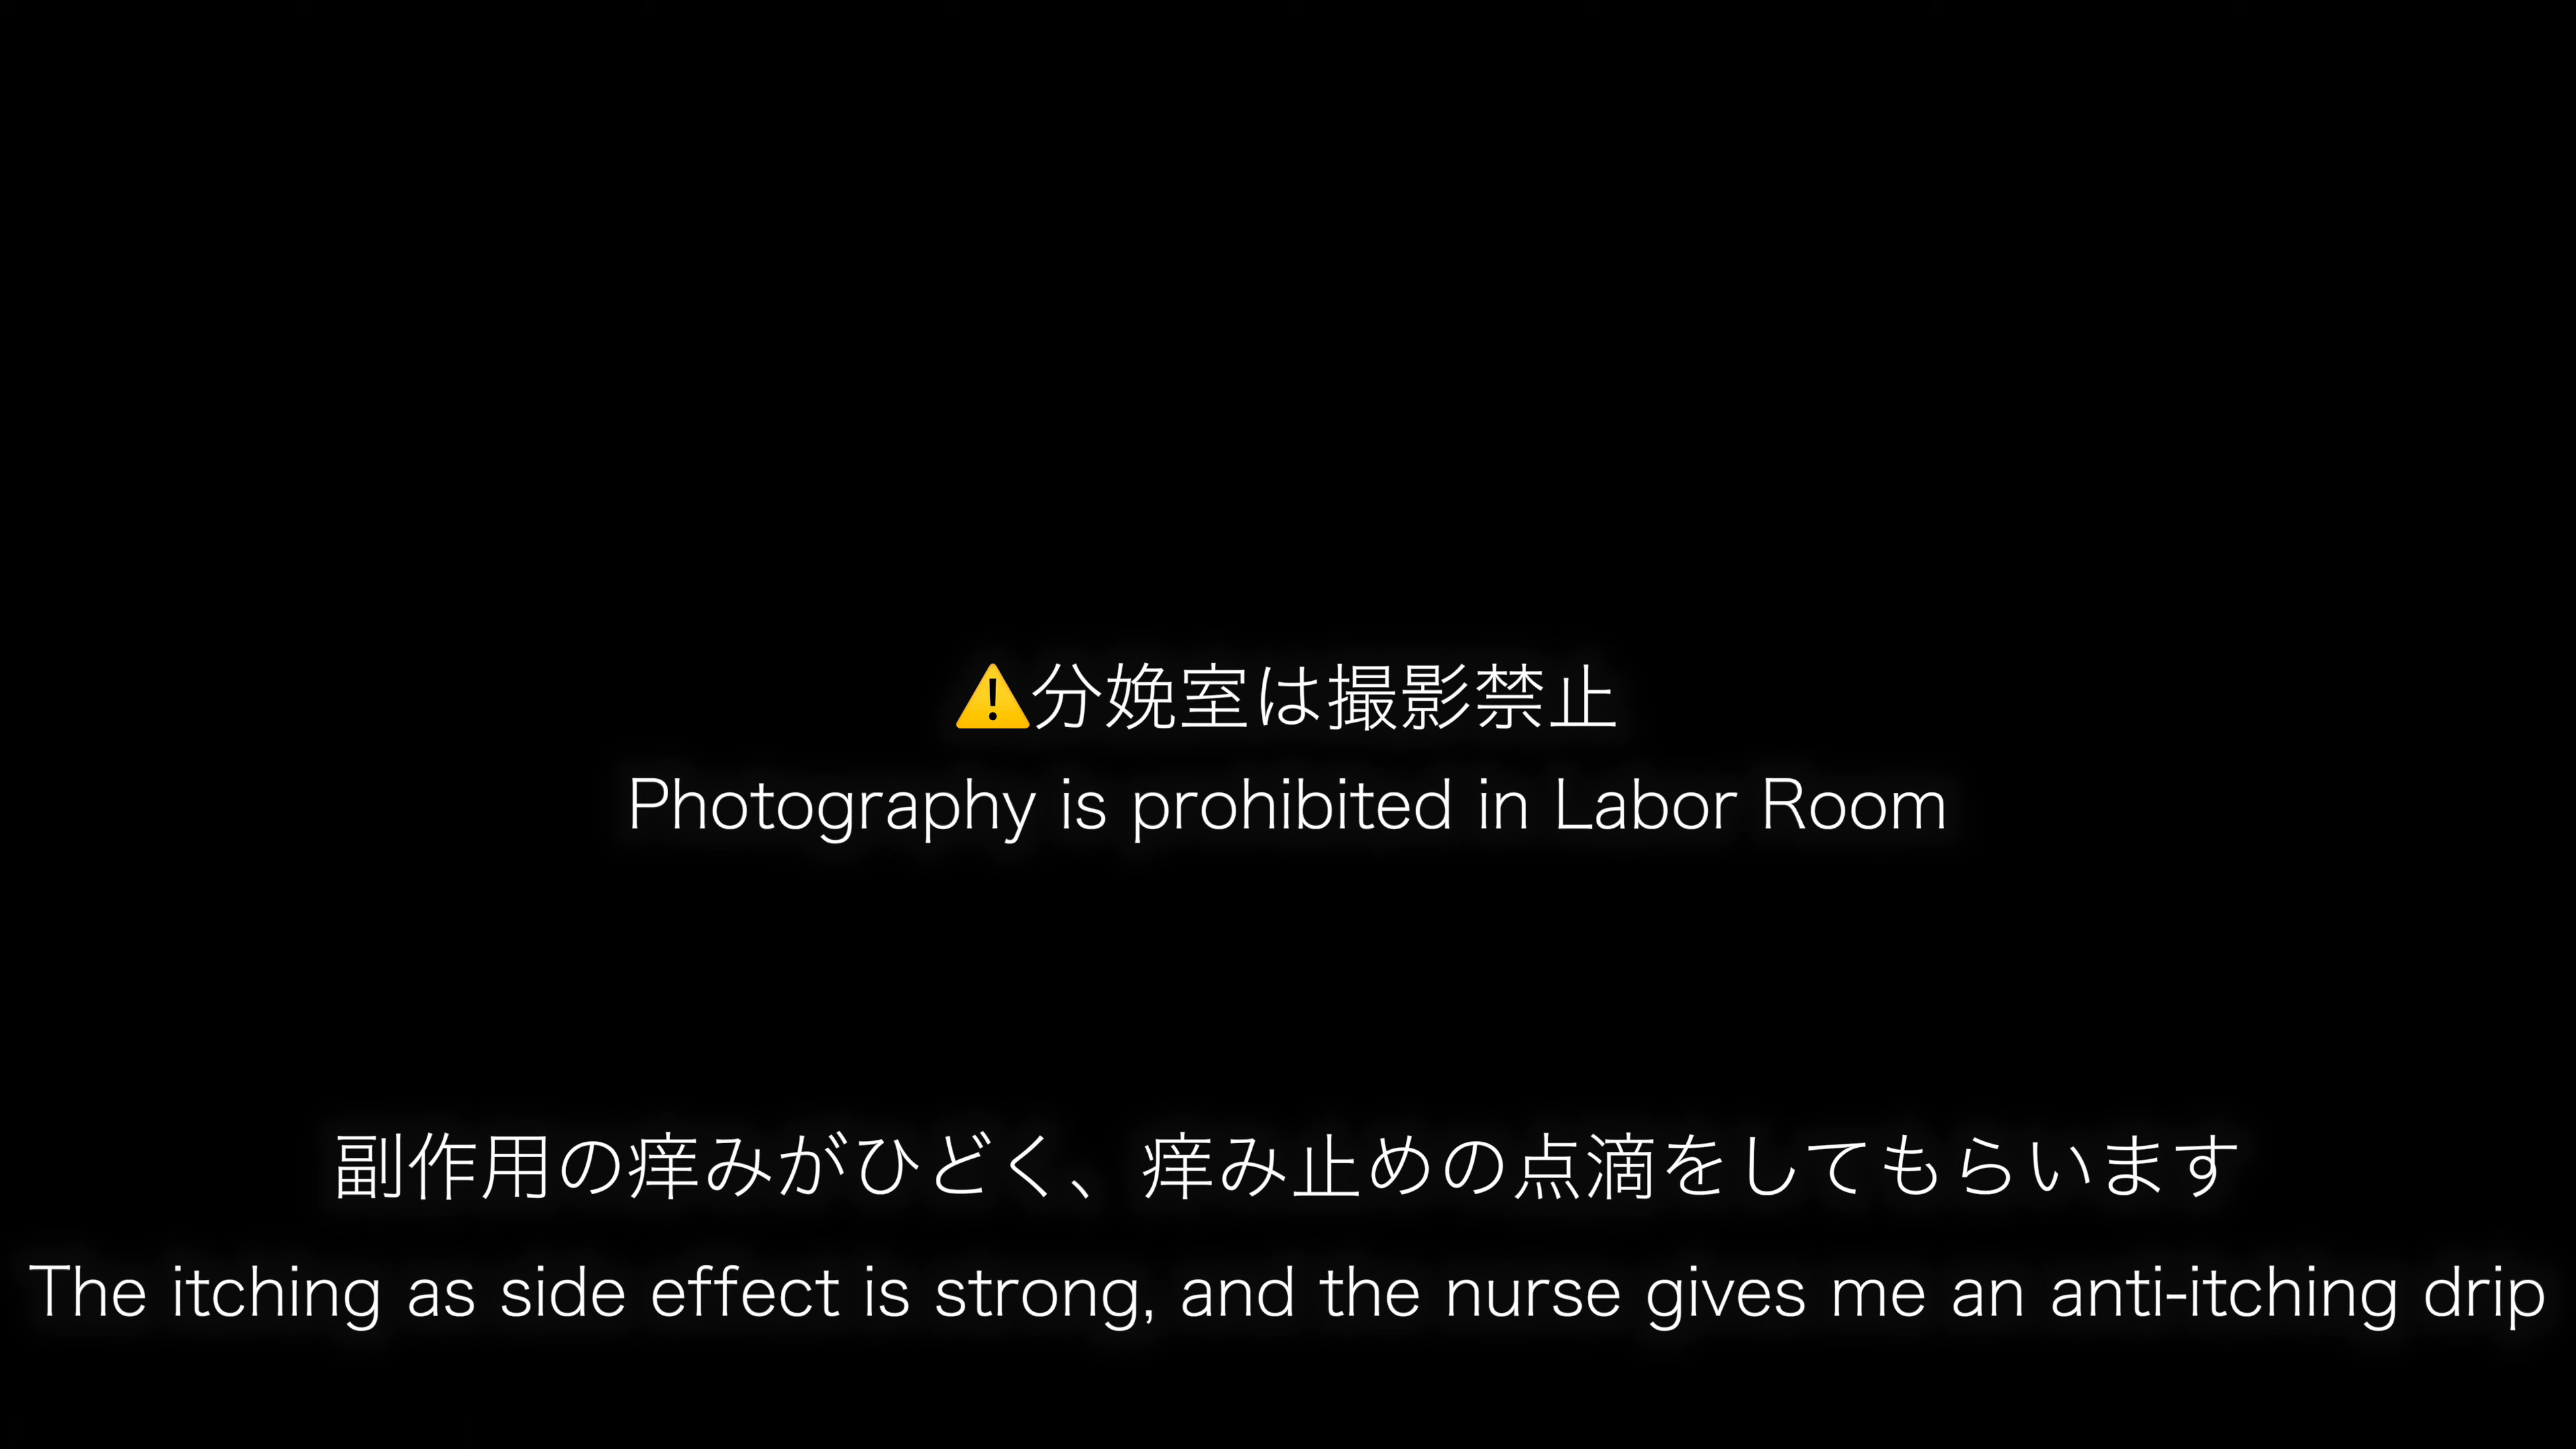 ⚠️分娩室は撮影禁止
Photography is prohibited in Labor Room
副作用の痒みがひどく、痒み止めの点滴をしてもらいます
The itching as side effect is strong, and the nurse gives me an anti-itching drip